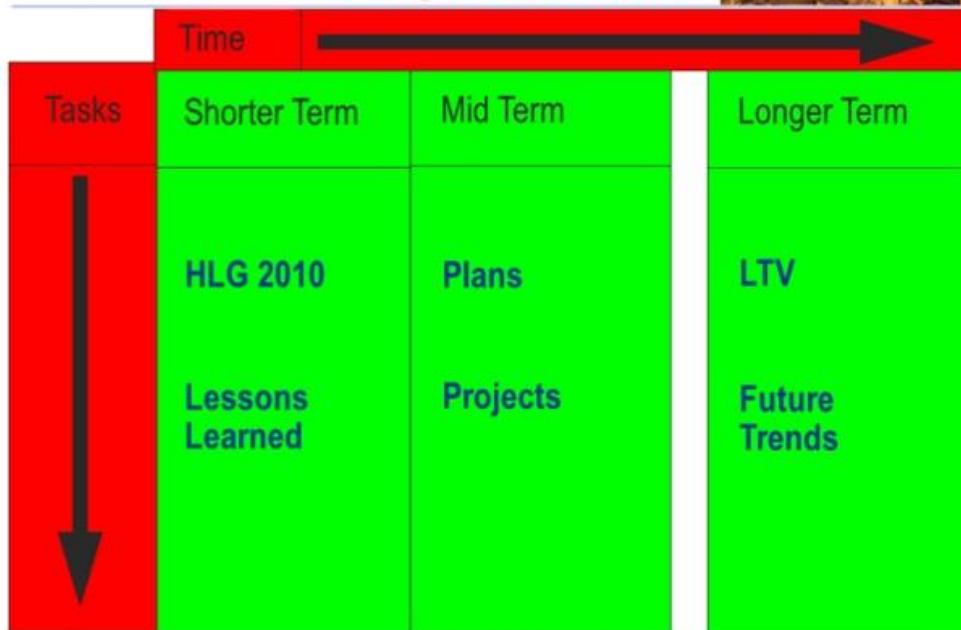 Time
Tasks
Shorter Term
Mid Term
Longer Term
HLG 2010
Plans
LTV
Lessons
Learned
Projects
Future
Trends